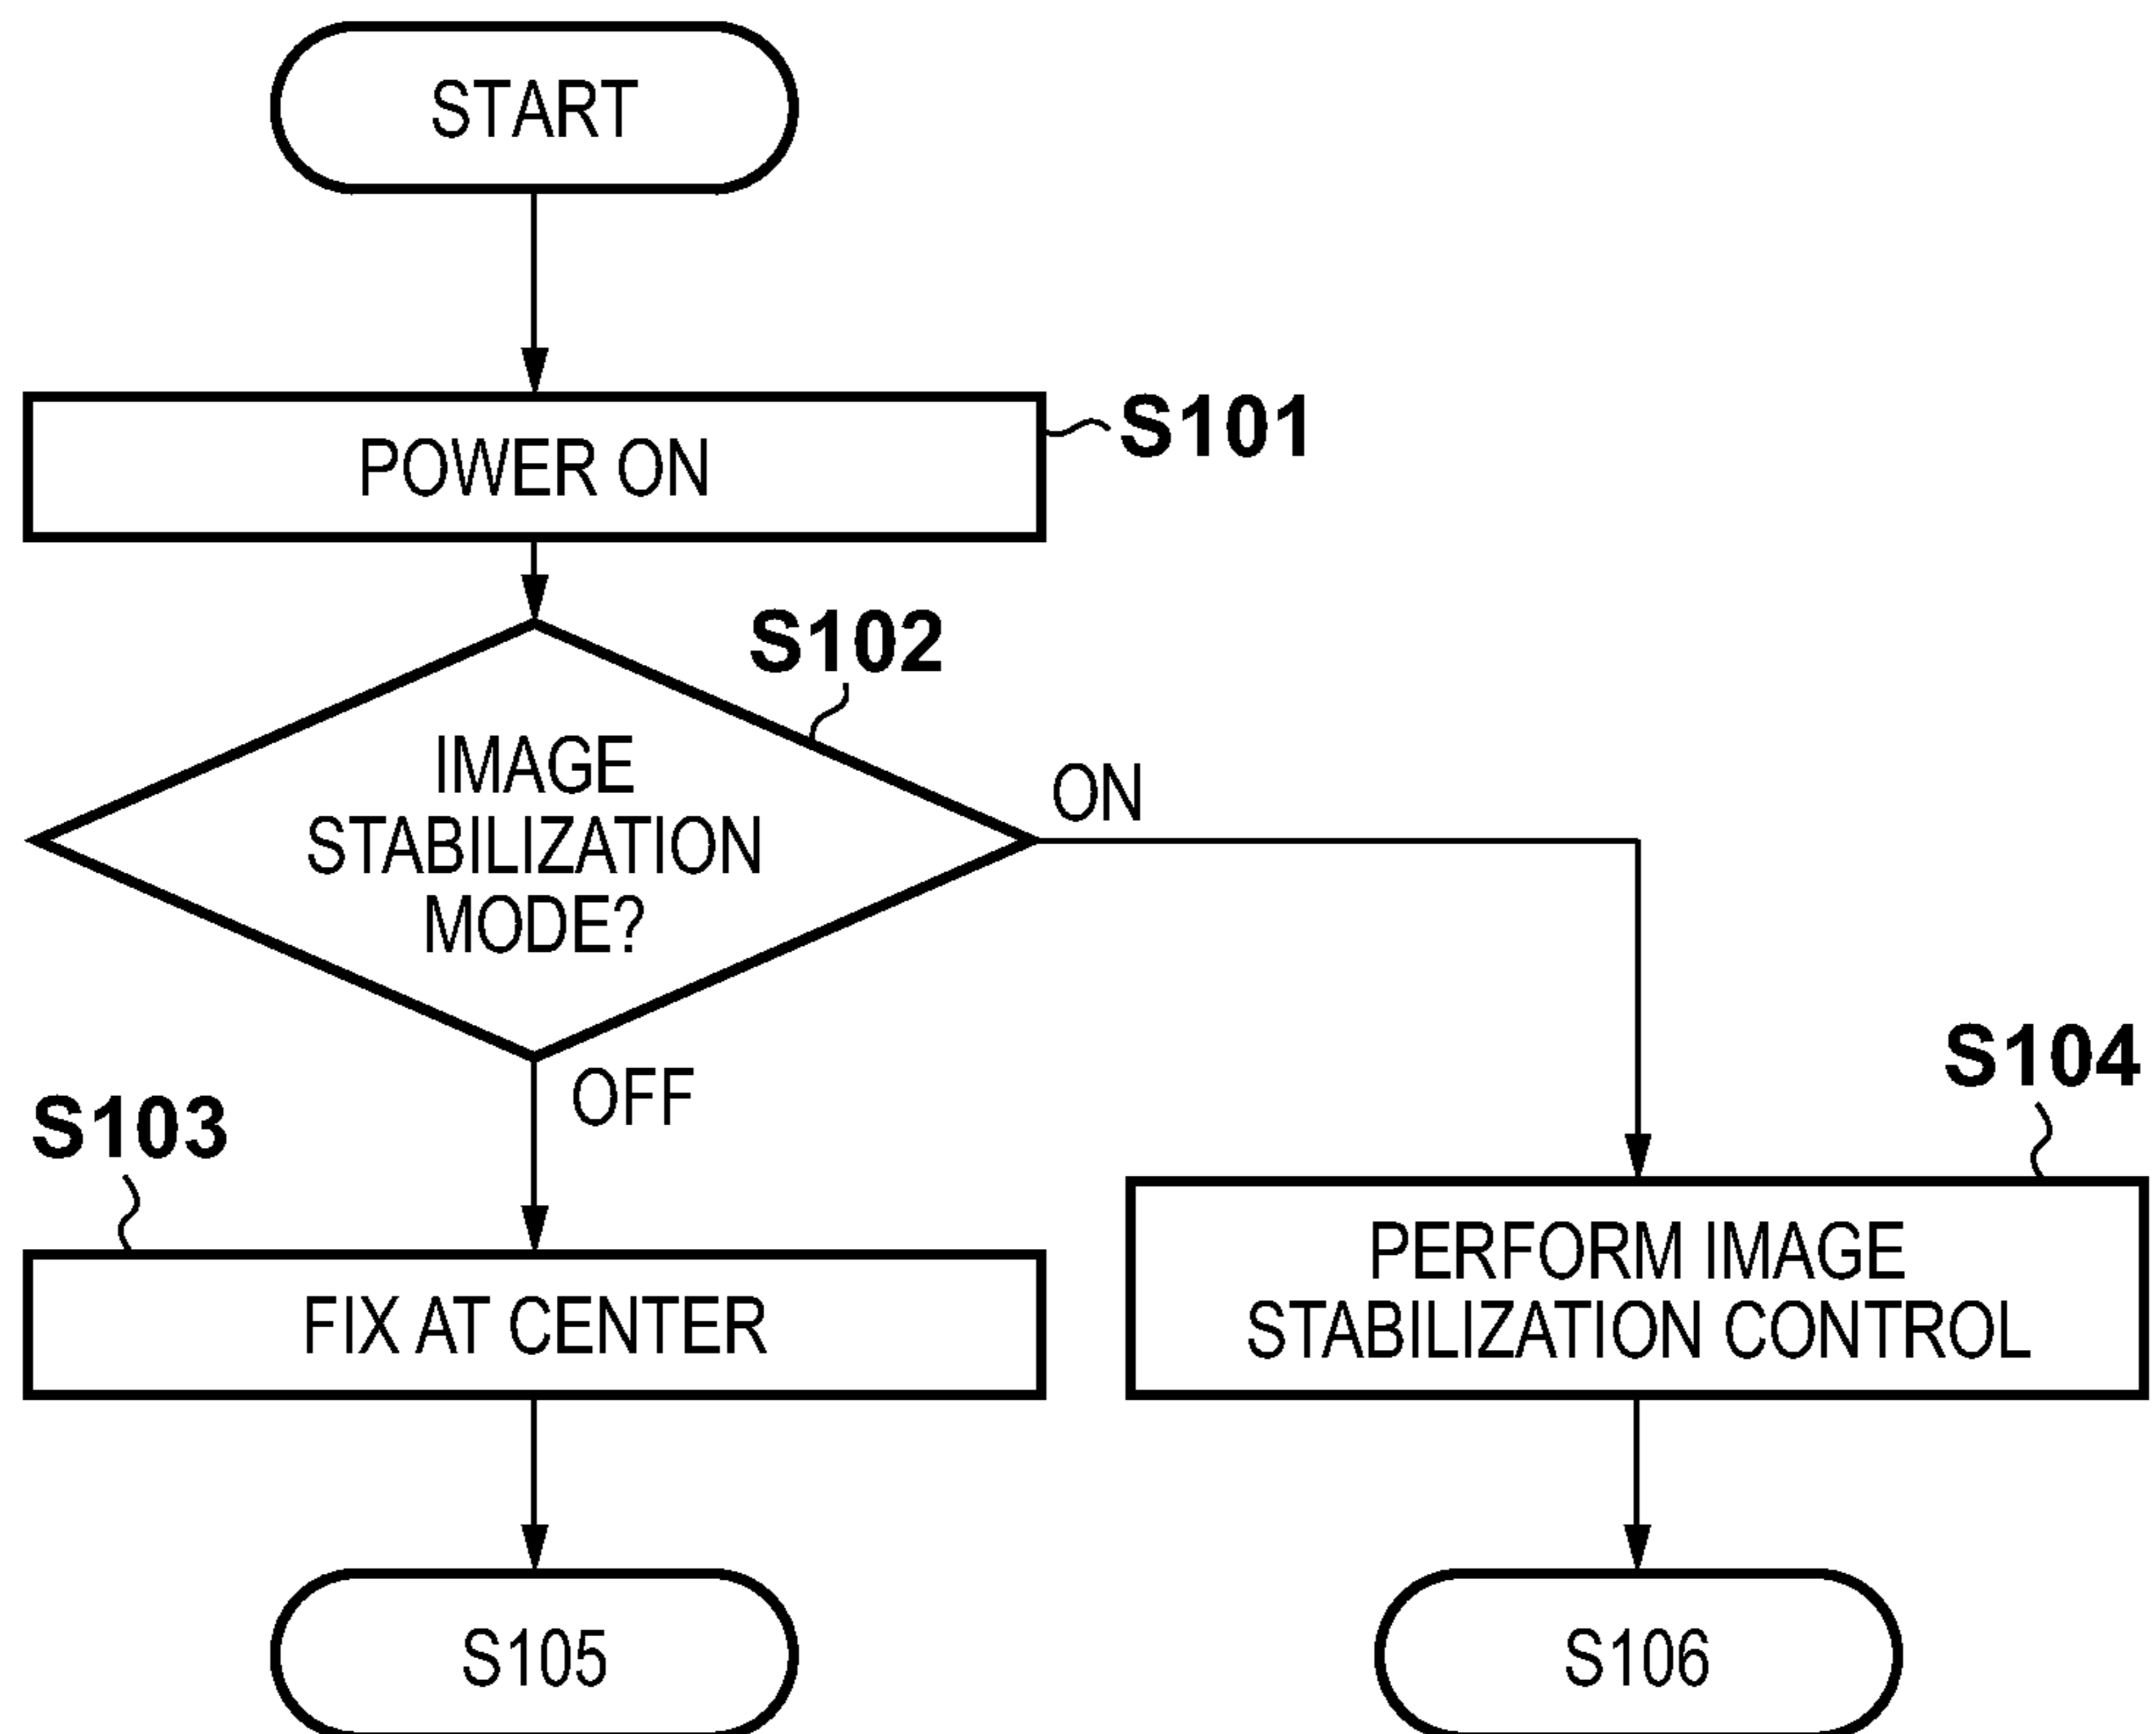 START
POWER ON
S101
S102
IMAGE
STABILIZATION
MODE?
ON
OFF
S103
FIX AT CENTER
S104
PERFORM IMAGE
STABILIZATION CONTROL
S105
S106